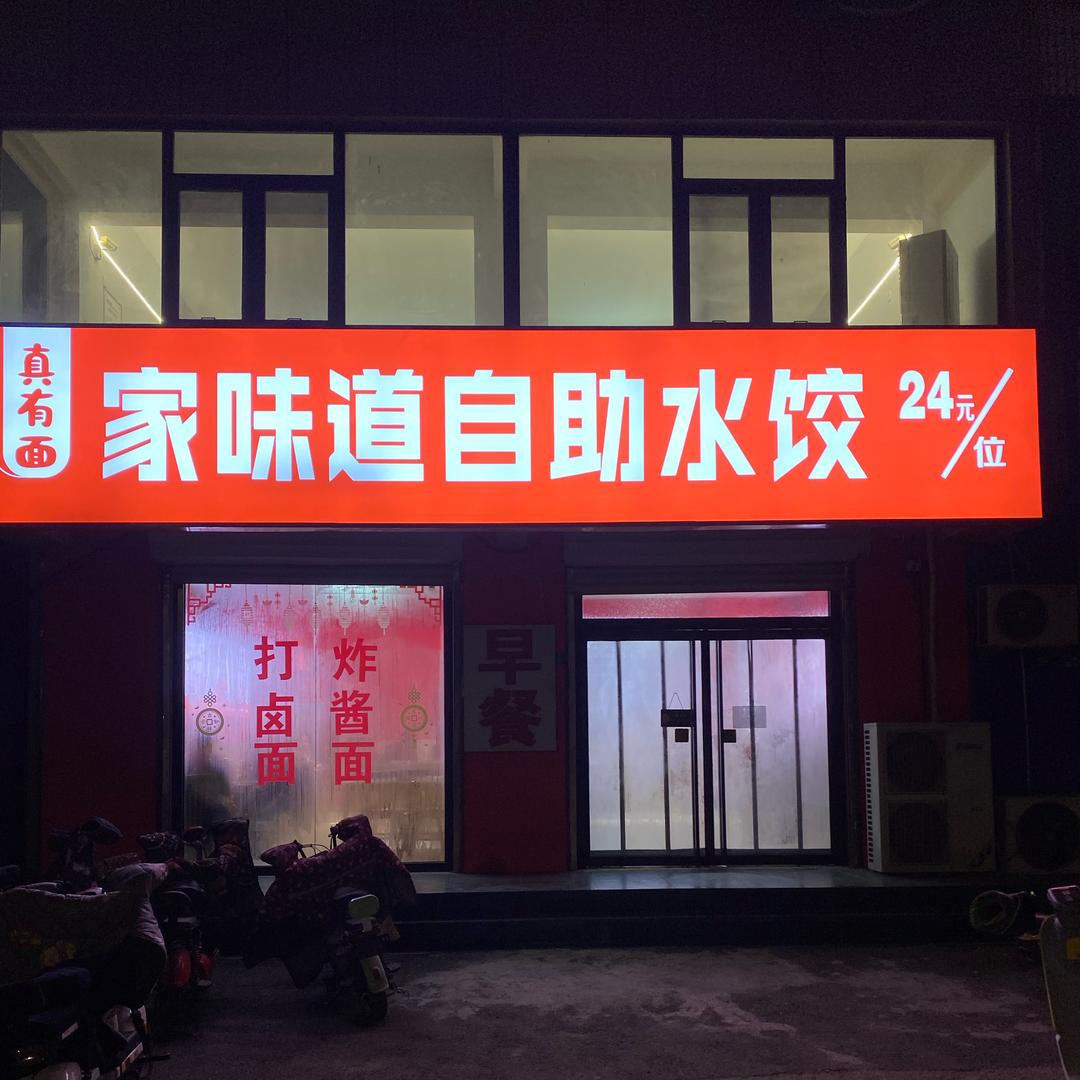 真有面
家味道自助水饺
24元/位
打卤面
炸酱面
早餐